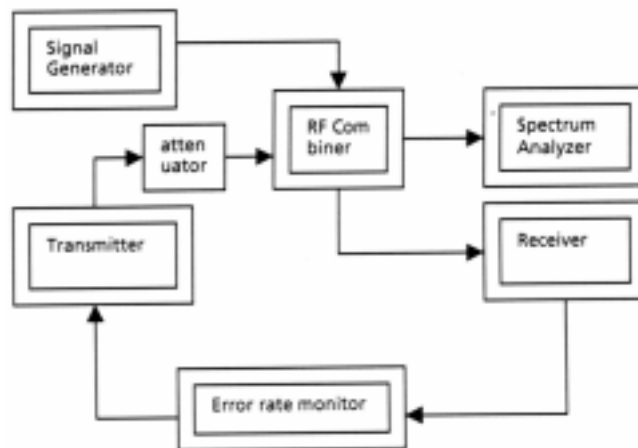 Signal
Generator
RF Com
biner
Spectrum
Analyzer
atten
uator
Transmitter
Receiver
Error rate monitor